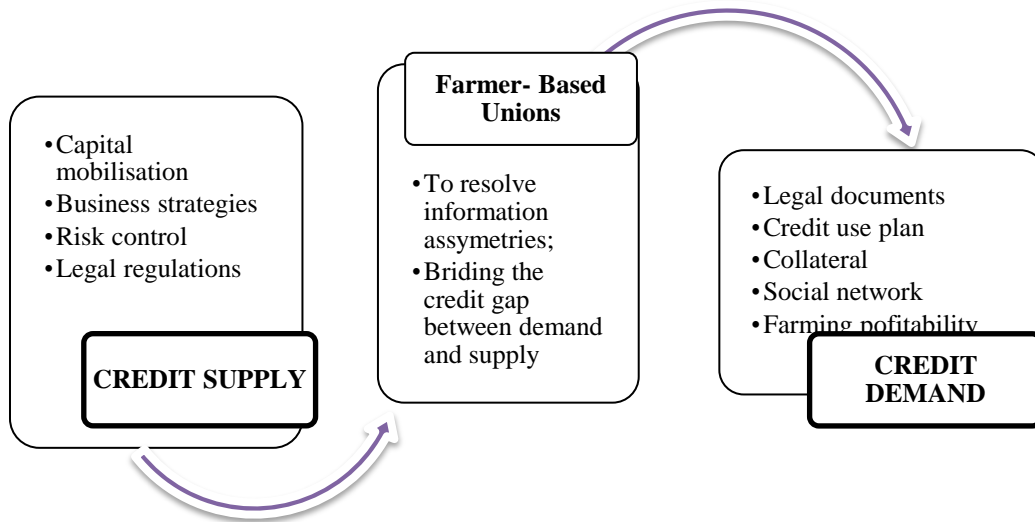 •Capital
mobilisation
•Business strategies
•Risk control
•Legal regulations
CREDIT SUPPLY
Farmer- Based
Unions
•To resolve
information
assymetries;
•Briding the
credit gap
between demand
and supply
•Legal documents
•Credit use plan
•Collateral
•Social network
•Farming pofitability
CREDIT
DEMAND